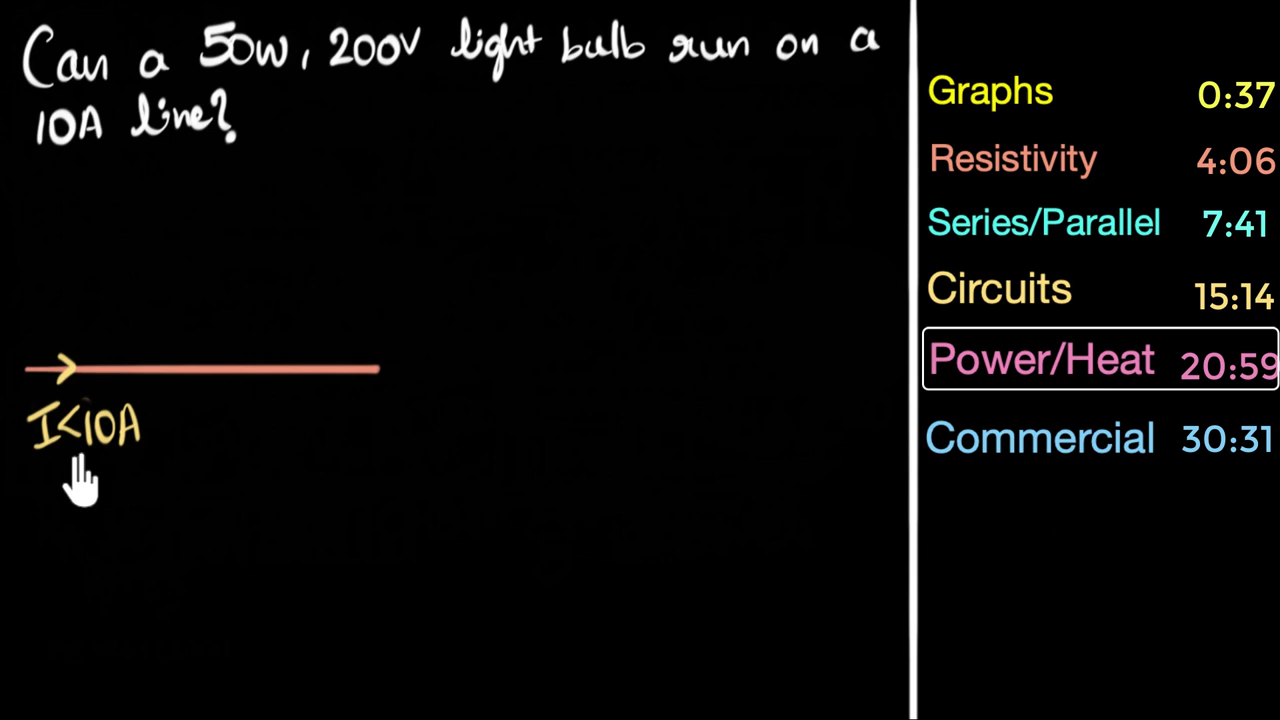 Can a 50W, 200V light bulb run on a
10A line?
I<10A
Graphs 0:37
Resistivity 4:06
Series/Parallel 7:41
Circuits 15:14
Power/Heat 20:59
Commercial 30:31